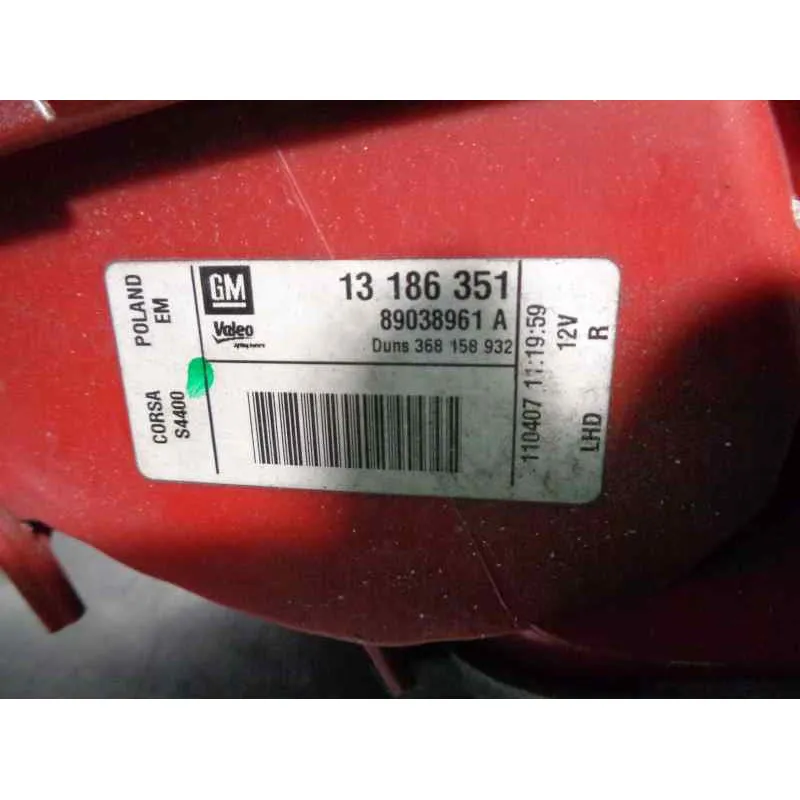 POLAND
EM
CORSA
S4400
GM
Valeo
13 186 351
89038961 A
Duns 368 158 932
110407 11:19:59
12V
R
LHD